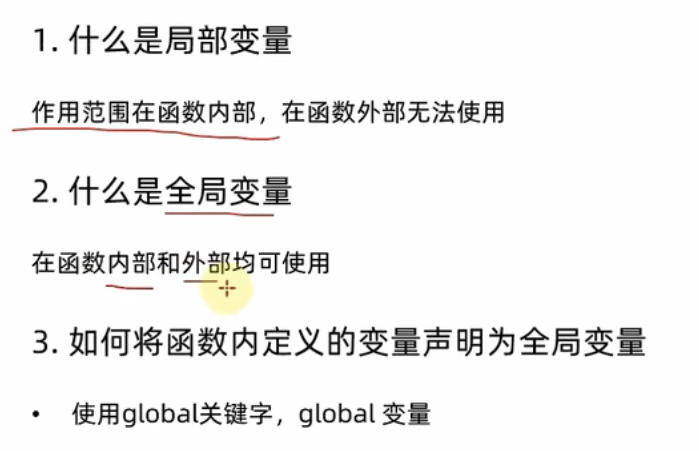 1. 什么是局部变量
作用范围在函数内部，在函数外部无法使用
2. 什么是全局变量
在函数内部和外部均可使用
3. 如何将函数内定义的变量声明为全局变量
• 使用global关键字，global 变量